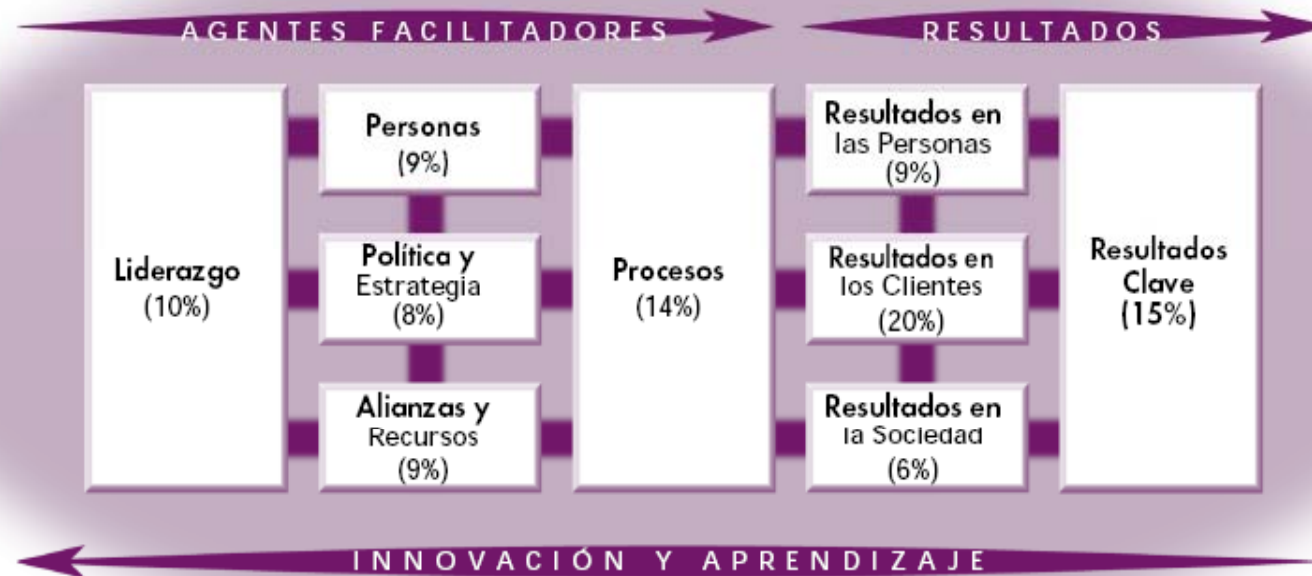 AGENTES FACILITADORES
RESULTADOS
Liderazgo
(10%)
Personas
(9%)
Política y
Estrategia
(8%)
Alianzas y
Recursos
(9%)
Procesos
(14%)
Resultados en
las Personas
(9%)
Resultados en
los Clientes
(20%)
Resultados en
la Sociedad
(6%)
Resultados
Clave
(15%)
INNOVACIÓN Y APRENDIZAJE